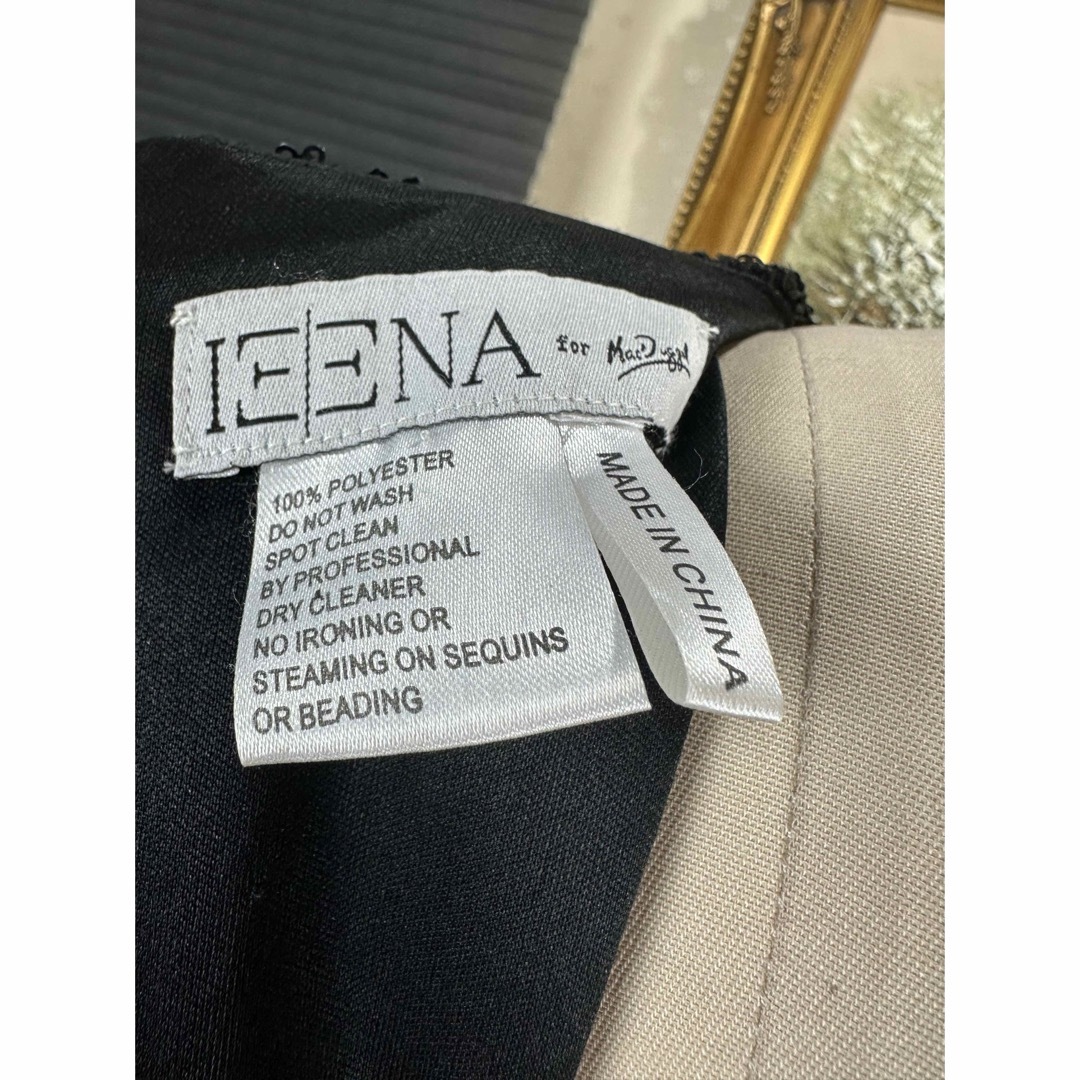 IEENA for Mac Duggal
100% POLYESTER
DO NOT WASH
SPOT CLEAN
BY PROFESSIONAL
DRY CLEANER
NO IRONING OR
STEAMING ON SEQUINS
OR BEADING
MADE IN CHINA